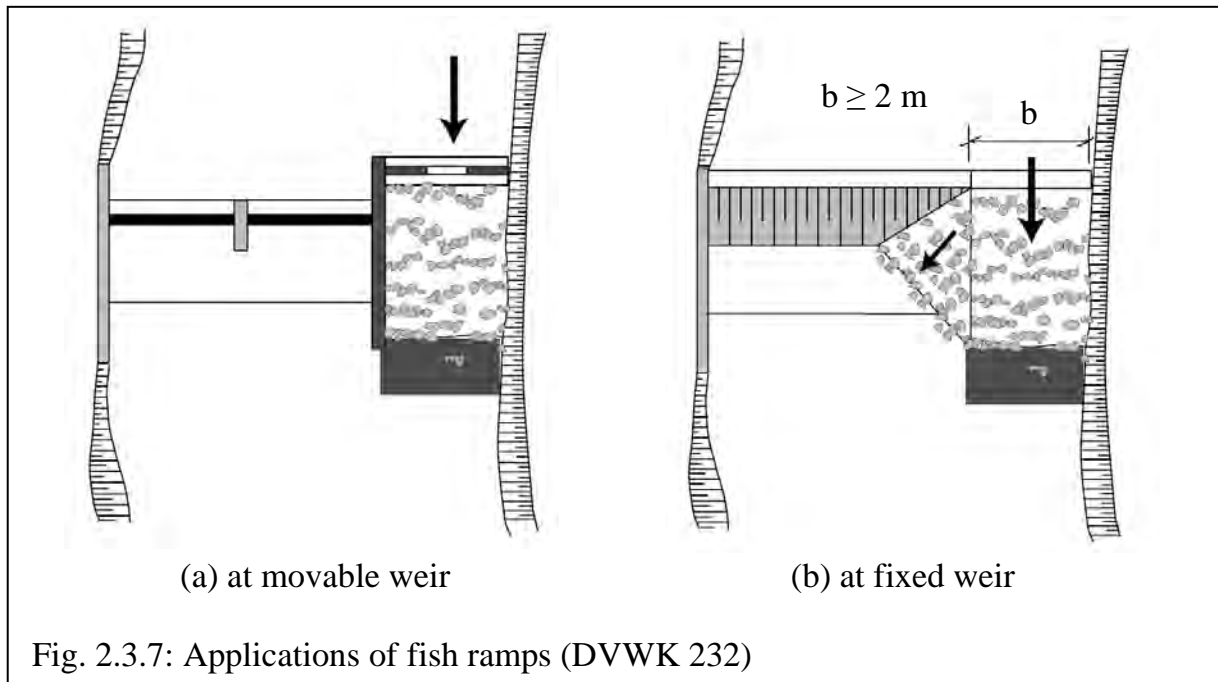 b ≥ 2 m
b
(a) at movable weir
(b) at fixed weir
Fig. 2.3.7: Applications of fish ramps (DVWK 232)